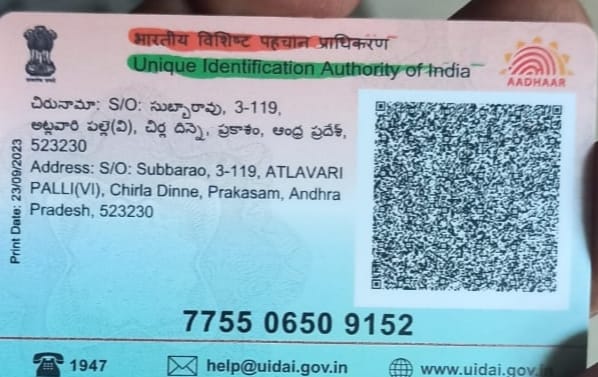 भारतीय विशिष्ट पहचान प्राधिकरण
Unique Identification Authority of India
AADHAAR
చిరునామా: S/O: సుబ్బారావు, 3-119,
అట్లవారి పల్లె(వి), చిర్ల దిన్నె, ప్రకాశం, ఆంధ్ర ప్రదేశ్,
523230
Address: S/O: Subbarao, 3-119, ATLAVARI
PALLI(VI), Chirla Dinne, Prakasam, Andhra
Pradesh, 523230
Print Date: 23/09/2023
7755 0650 9152
1947
help@uidai.gov.in
www.uidai.gov.in